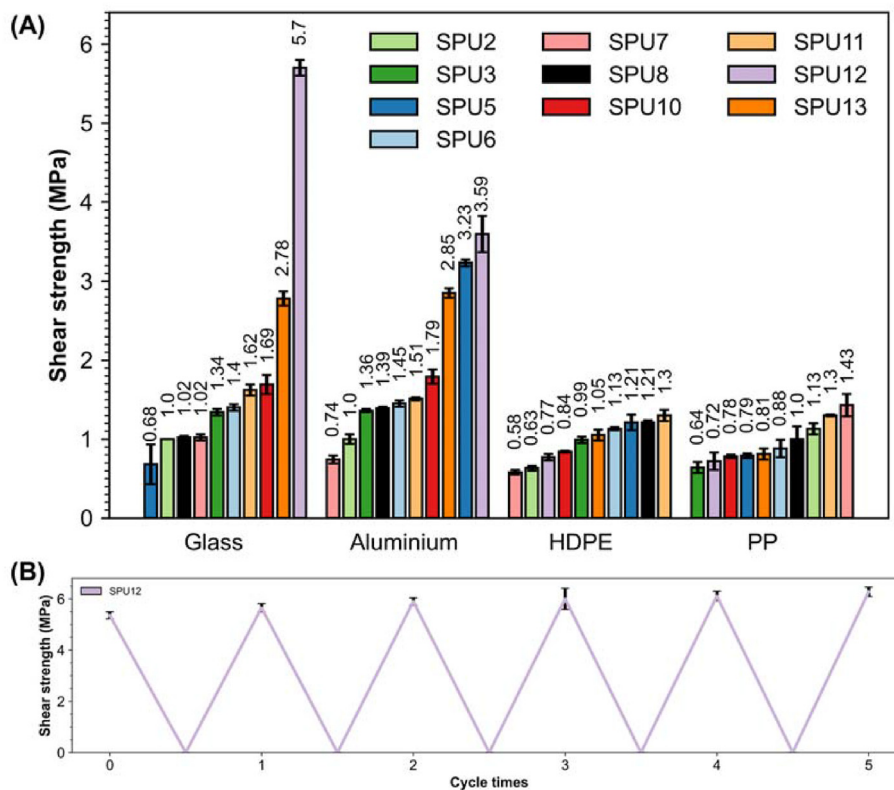 (A)
Shear strength (MPa)
6
5
4
3
2
1
0
SPU2
SPU3
SPU5
SPU6
SPU7
SPU8
SPU10
SPU11
SPU12
SPU13
0.68
1.0
1.02
1.02
1.34
1.4
1.62
1.69
2.78
5.7
0.74
1.0
1.36
1.39
1.45
1.51
1.79
2.85
3.23
3.59
0.58
0.63
0.77
0.84
0.99
1.05
1.13
1.21
1.21
1.3
0.64
0.72
0.78
0.79
0.81
0.88
1.0
1.13
1.3
1.43
Glass
Aluminium
HDPE
PP
(B)
Shear strength (MPa)
6
4
2
0
SPU12
0
1
2
3
4
5
Cycle times